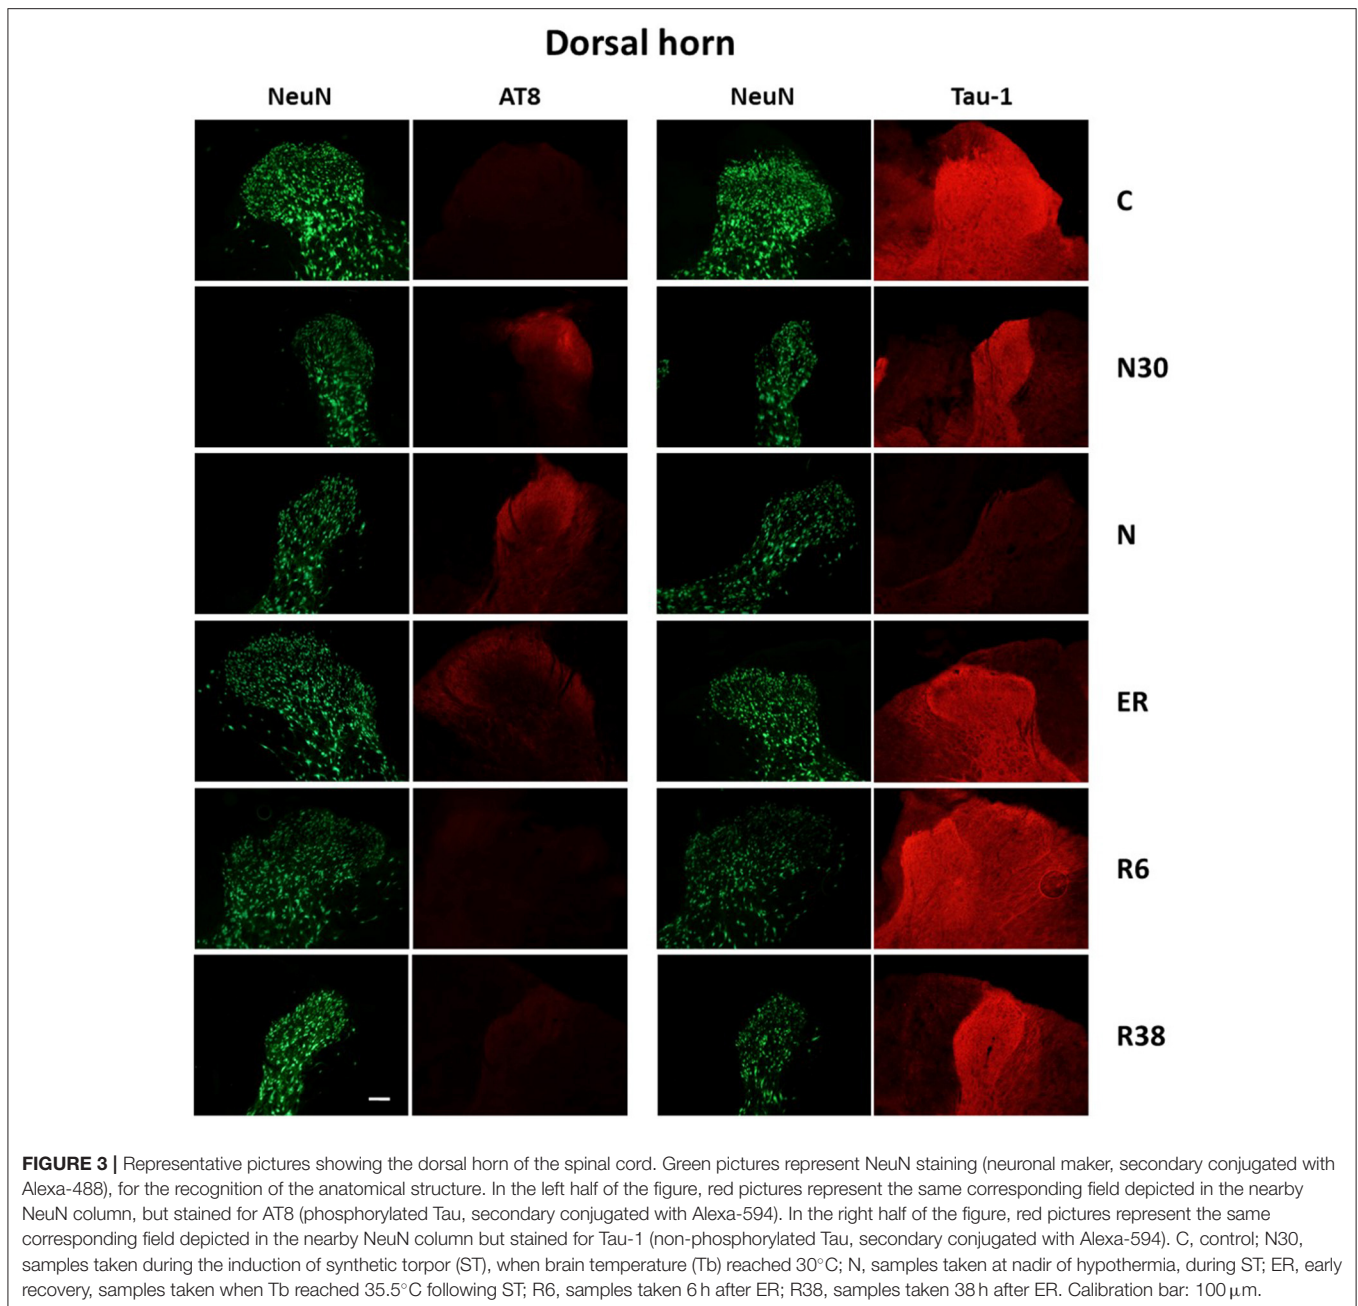 Dorsal horn
NeuN AT8 NeuN Tau-1
C
N30
N
ER
R6
R38
FIGURE 3 | Representative pictures showing the dorsal horn of the spinal cord. Green pictures represent NeuN staining (neuronal maker, secondary conjugated with
Alexa-488), for the recognition of the anatomical structure. In the left half of the figure, red pictures represent the same corresponding field depicted in the nearby
NeuN column, but stained for AT8 (phosphorylated Tau, secondary conjugated with Alexa-594). In the right half of the figure, red pictures represent the same
corresponding field depicted in the nearby NeuN column but stained for Tau-1 (non-phosphorylated Tau, secondary conjugated with Alexa-594). C, control; N30,
samples taken during the induction of synthetic torpor (ST), when brain temperature (Tb) reached 30°C; N, samples taken at nadir of hypothermia, during ST; ER, early
recovery, samples taken when Tb reached 35.5°C following ST; R6, samples taken 6 h after ER; R38, samples taken 38 h after ER. Calibration bar: 100 μm.